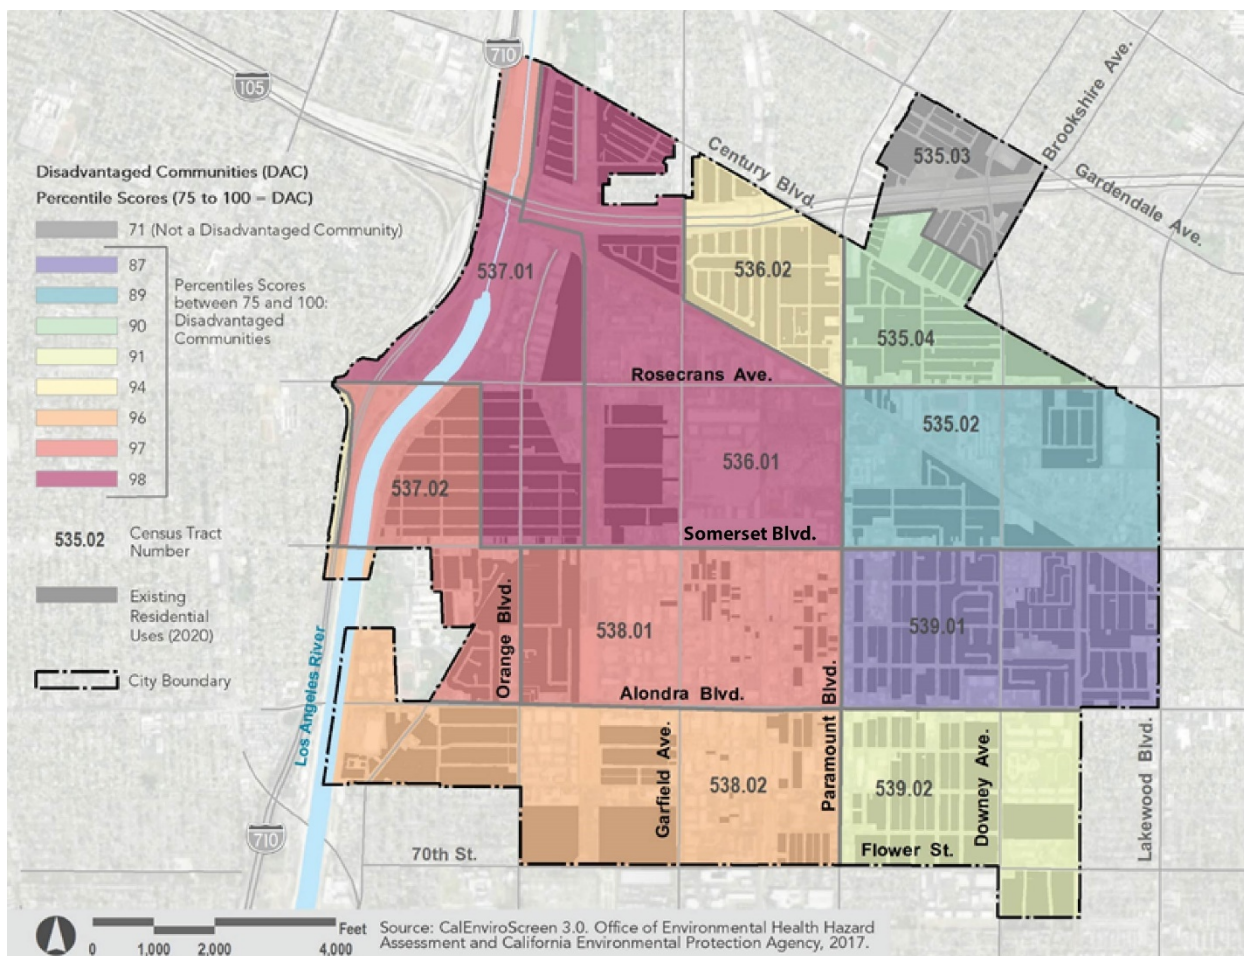 710
105
Brookshire Ave.
Century Blvd.
535.03
Gardendale Ave.
Disadvantaged Communities (DAC)
Percentile Scores (75 to 100 – DAC)
71 (Not a Disadvantaged Community)
87
89
90
91
94
96
97
98
Percentiles Scores
between 75 and 100:
Disadvantaged
Communities
537.01
536.02
535.04
Rosecrans Ave.
535.02
536.01
537.02
Somerset Blvd.
535.02
Census Tract
Number
Existing
Residential
Uses (2020)
City Boundary
Los Angeles River
Orange Blvd.
538.01
539.01
Alondra Blvd.
Paramount Blvd.
Garfield Ave.
538.02
539.02
Downey Ave.
Lakewood Blvd.
Flower St.
70th St.
710
0
1,000
2,000
4,000
Feet
Source: CalEnviroScreen 3.0. Office of Environmental Health Hazard
Assessment and California Environmental Protection Agency, 2017.